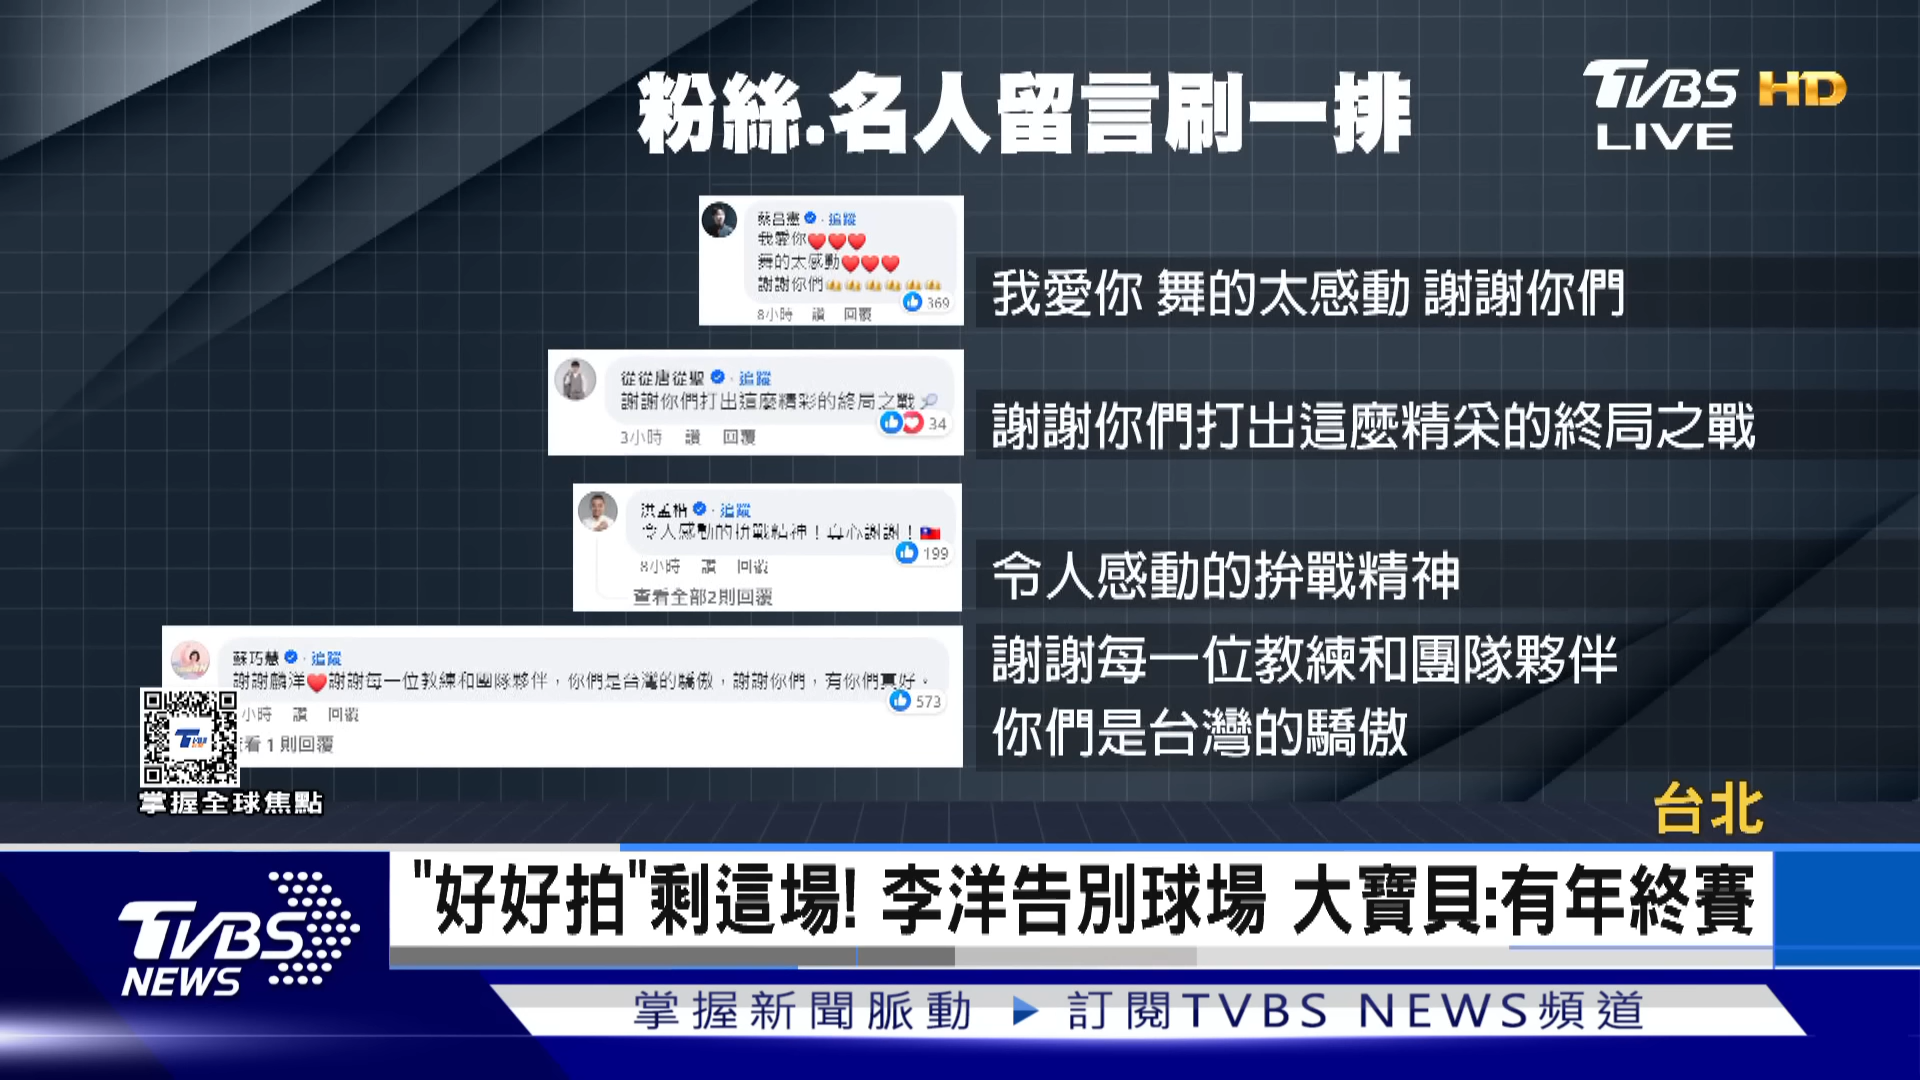 粉絲.名人留言刷一排
TVBS HD
LIVE
蔡呂壹 · 追蹤
我愛你❤❤❤
舞的太感動❤❤❤
謝謝你們
369
8小時 讚 回覆
我愛你 舞的太感動 謝謝你們
從從唐從聖 · 追蹤
謝謝你們打出這麼精彩的終局之戰
34
3小時 讚 回覆
謝謝你們打出這麼精采的終局之戰
洪孟楷 · 追蹤
令人感動的拚戰精神！真心謝謝！🇹🇼
199
8小時 讚 回覆
查看全部2則回覆
令人感動的拚戰精神
蘇巧慧 · 追蹤
謝謝麟洋❤謝謝每一位教練和團隊夥伴，你們是台灣的驕傲，謝謝你們，有你們真好。
573
小時 讚 回覆
看 1 則回覆
謝謝每一位教練和團隊夥伴
你們是台灣的驕傲
TVBS
掌握全球焦點
台北
"好好拍"剩這場! 李洋告別球場 大寶貝:有年終賽
TVBS
NEWS
掌握新聞脈動 ▶ 訂閱TVBS NEWS頻道